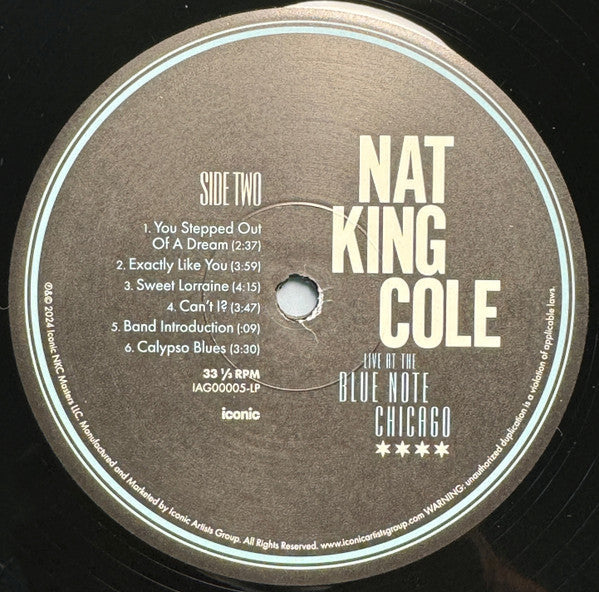 SIDE TWO
1. You Stepped Out
Of A Dream (2:37)
2. Exactly Like You (3:59)
3. Sweet Lorraine (4:15)
4. Can't I? (3:47)
5. Band Introduction (:09)
6. Calypso Blues (3:30)
33 ⅓ RPM
IAG00005-LP
iconic
NAT
KING
COLE
LIVE AT THE
BLUE NOTE
CHICAGO
℗&© 2024 Iconic NKC Masters LLC. Manufactured and Marketed by Iconic Artists Group. All Rights Reserved. www.iconicartistsgroup.com WARNING: unauthorized duplication is a violation of applicable laws.